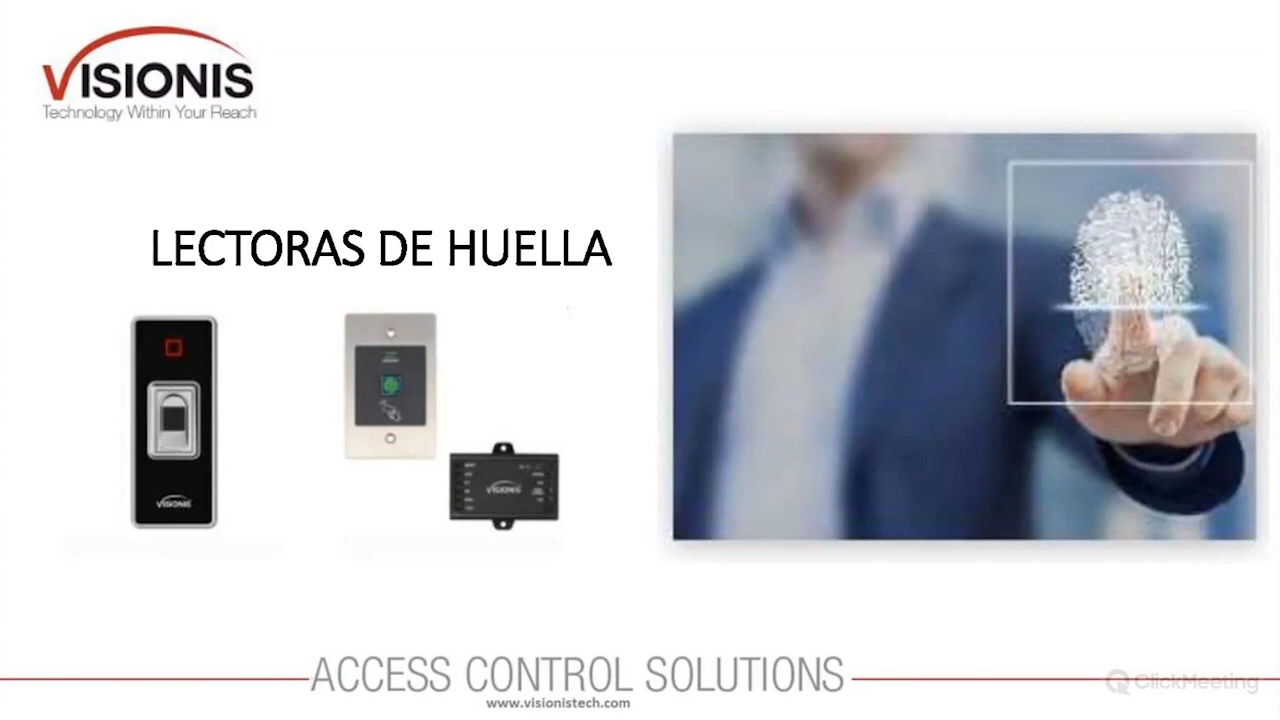 VISIONIS
Technology Within Your Reach
LECTORAS DE HUELLA
VISIONIS
VISIONIS
ACCESS CONTROL SOLUTIONS
www.visionistech.com
ClickMeeting